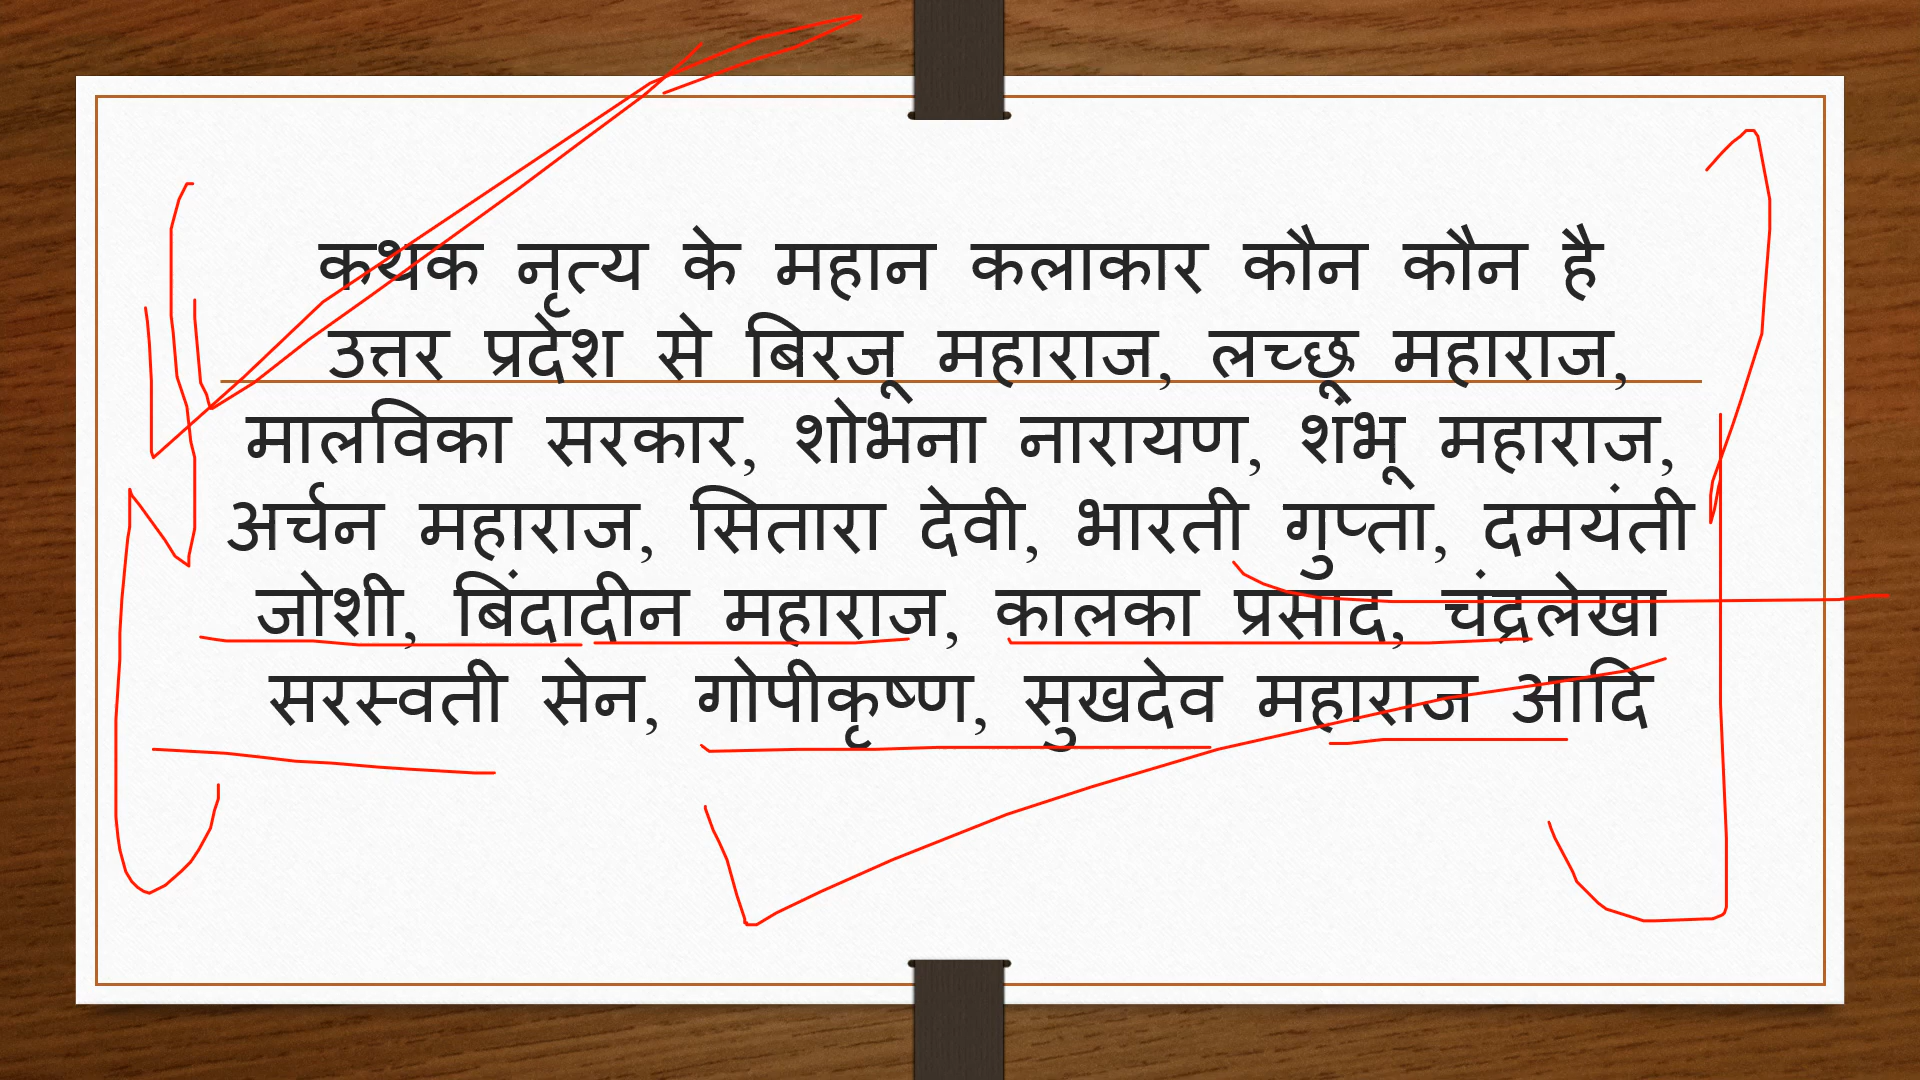 कथक नृत्य के महान कलाकार कौन कौन है
उत्तर प्रदेश से बिरजू महाराज, लच्छू महाराज,
मालविका सरकार, शोभना नारायण, शंभू महाराज,
अर्चन महाराज, सितारा देवी, भारती गुप्ता, दमयंती
जोशी, बिंदादीन महाराज, कालका प्रसाद, चंद्रलेखा
सरस्वती सेन, गोपीकृष्ण, सुखदेव महाराज आदि